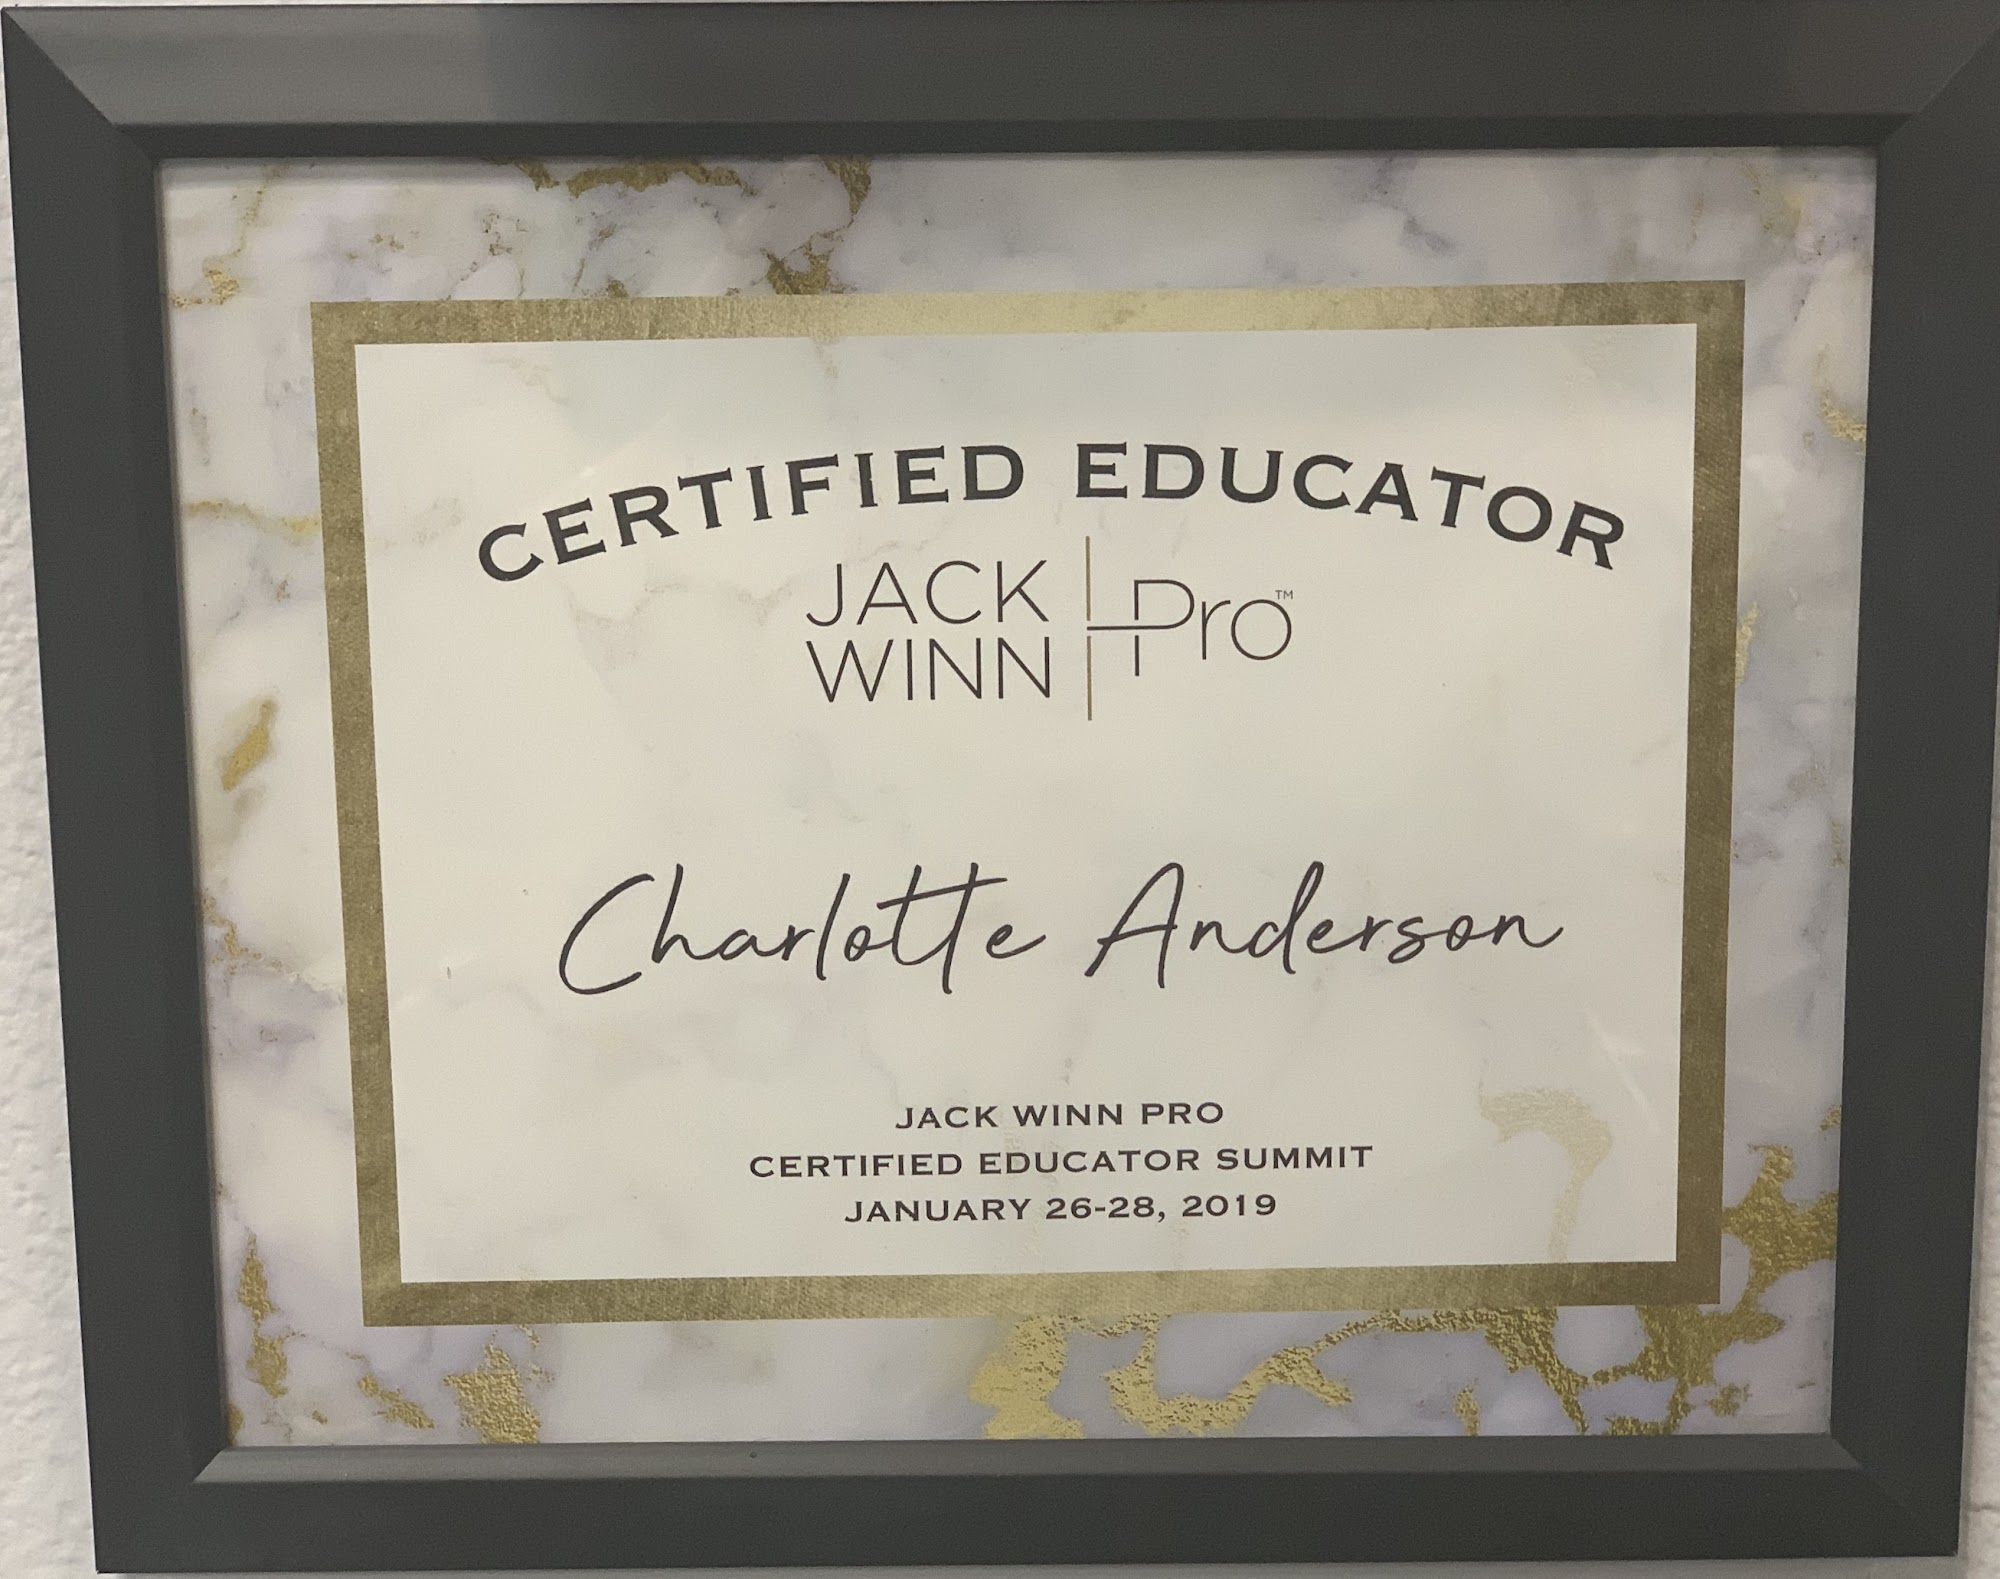 CERTIFIED EDUCATOR
JACK
WINN
Pro™
Charlotte Anderson
JACK WINN PRO
CERTIFIED EDUCATOR SUMMIT
JANUARY 26-28, 2019